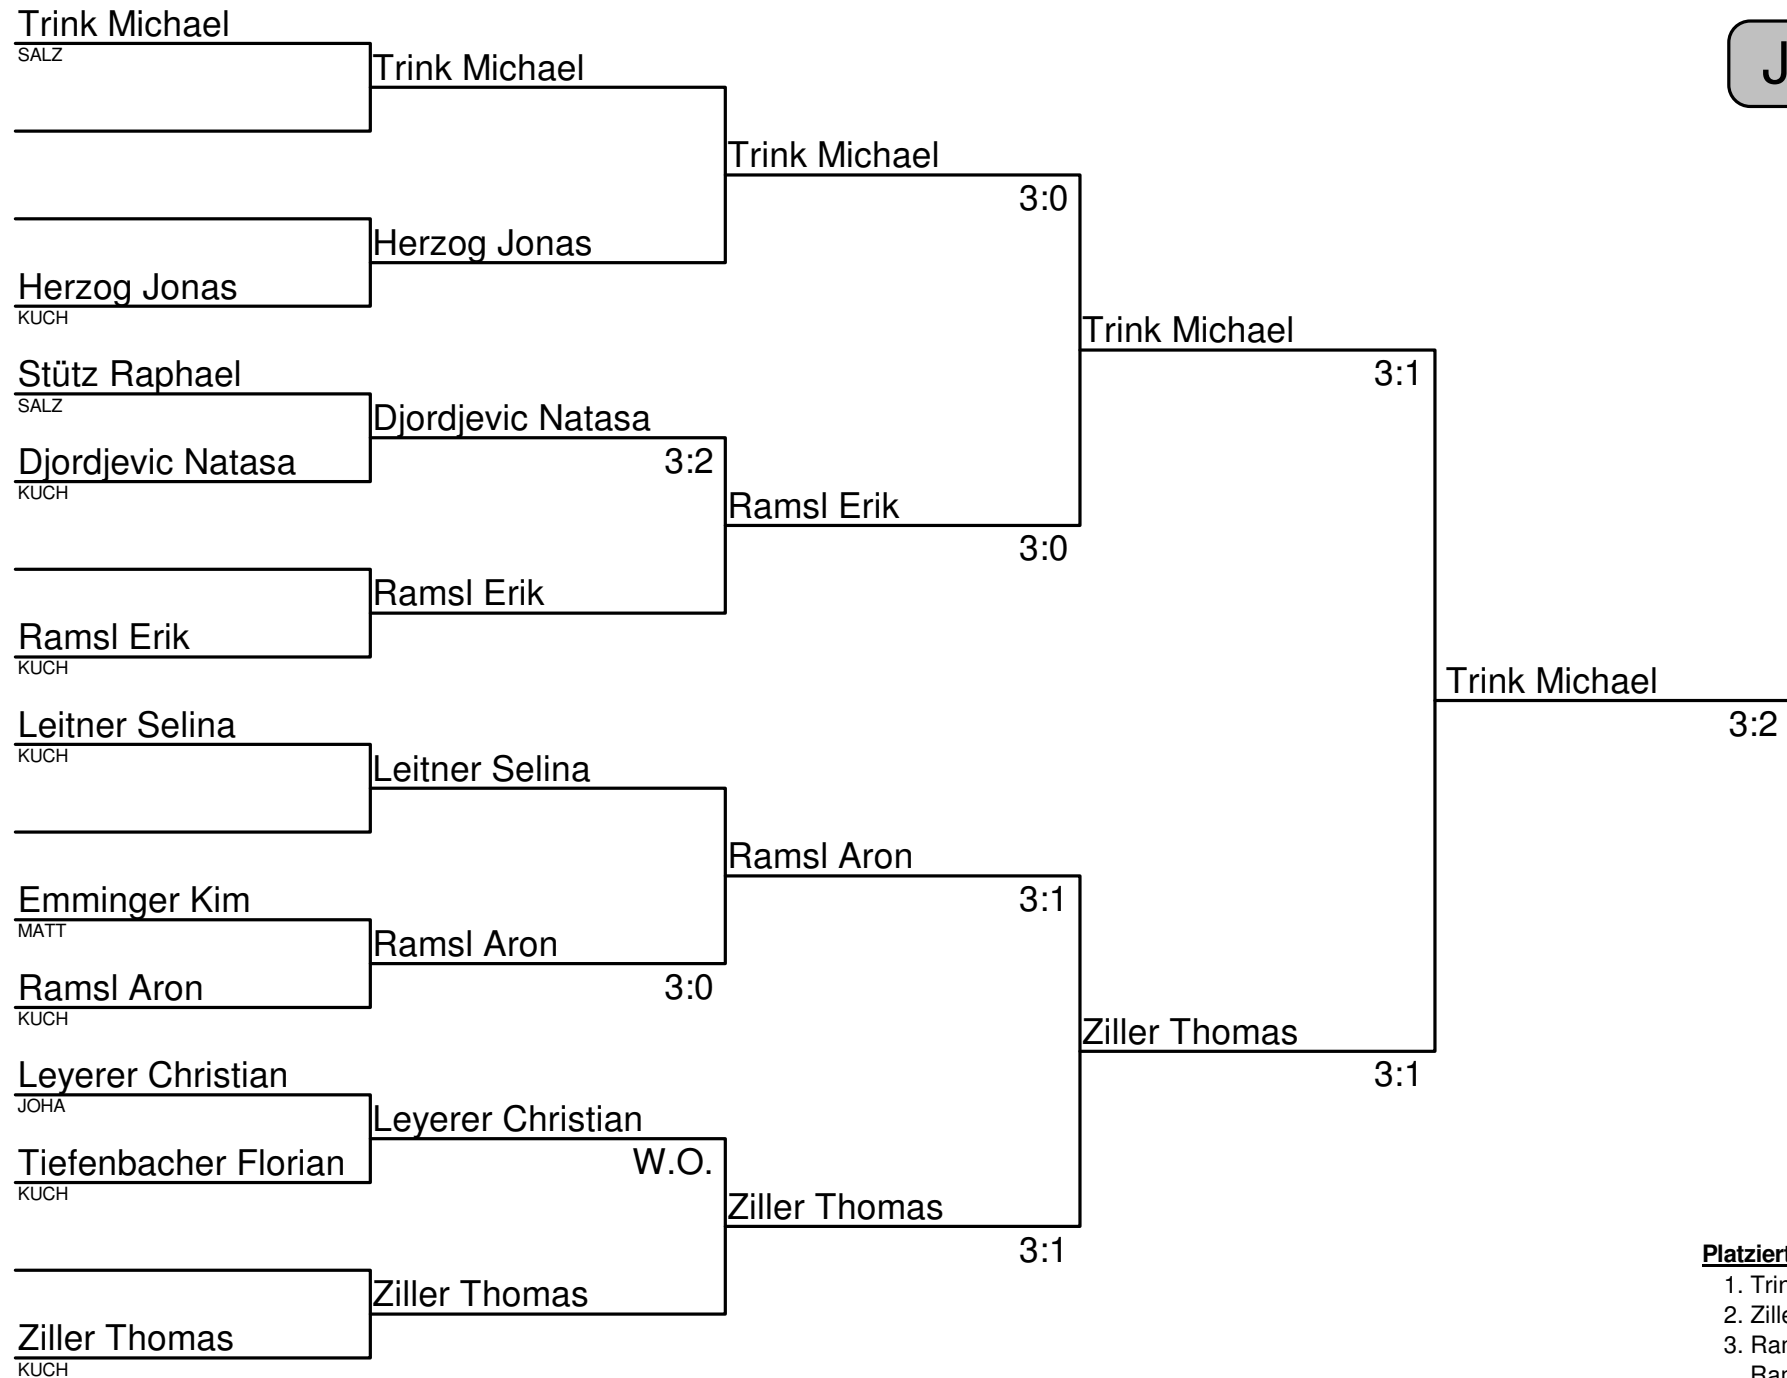 Trink Michael
SALZ
Herzog Jonas
KUCH
Stütz Raphael
SALZ
Djordjevic Natasa
KUCH
Ramsl Erik
KUCH
Leitner Selina
KUCH
Emminger Kim
MATT
Ramsl Aron
KUCH
Leyerer Christian
JOHA
Tiefenbacher Florian
KUCH
Ziller Thomas
KUCH
Trink Michael
Herzog Jonas
Djordjevic Natasa
3:2
Ramsl Erik
Leitner Selina
Ramsl Aron
3:0
Leyerer Christian
W.O.
Ziller Thomas
Trink Michael
3:0
Ramsl Erik
3:0
Ramsl Aron
3:1
Ziller Thomas
3:1
Trink Michael
3:1
Ziller Thomas
3:1
Trink Michael
3:2
J
1.
2.
3.